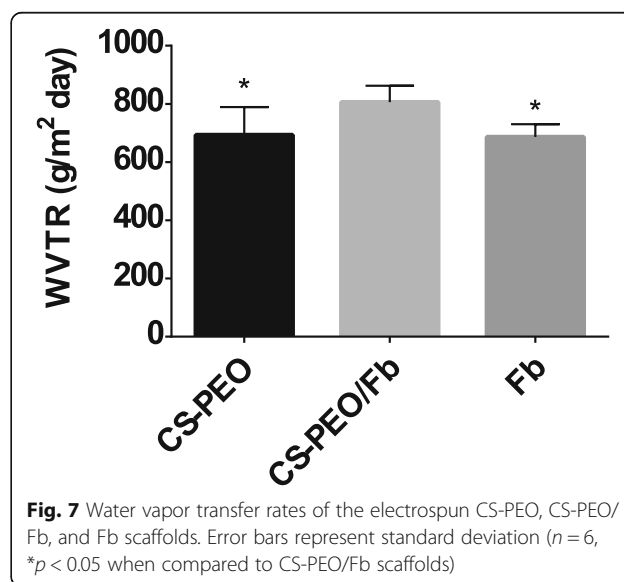 1000
800
600
400
200
0
WVTR (g/m² day)
*
*
CS-PEO
CS-PEO/Fb
Fb
Fig. 7 Water vapor transfer rates of the electrospun CS-PEO, CS-PEO/
Fb, and Fb scaffolds. Error bars represent standard deviation (n = 6,
*p < 0.05 when compared to CS-PEO/Fb scaffolds)